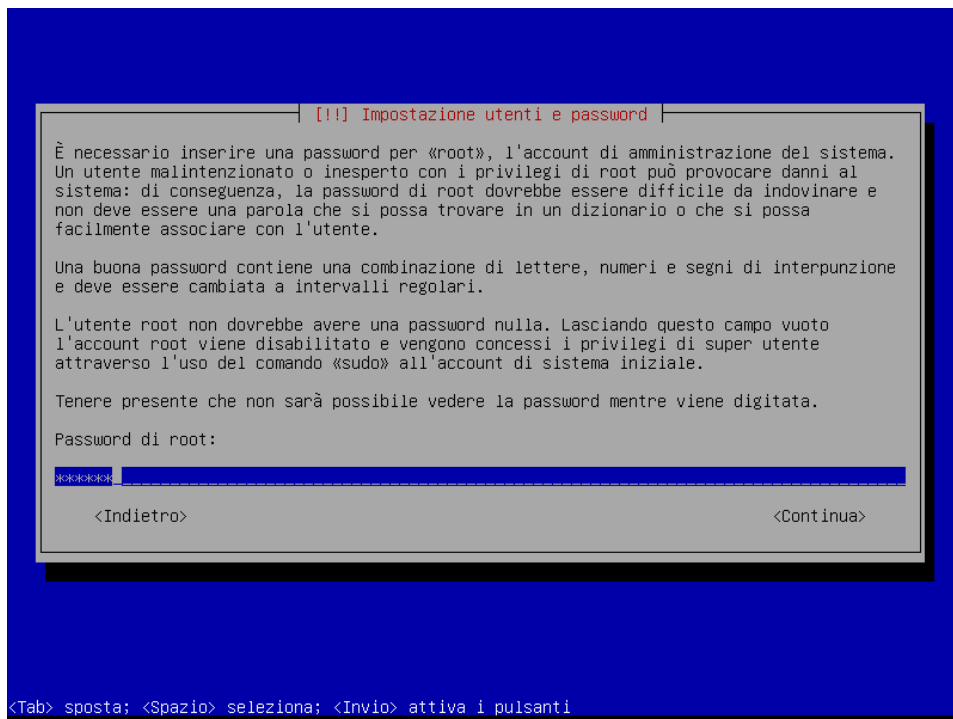 [!!] Impostazione utenti e password
È necessario inserire una password per «root», l'account di amministrazione del sistema.
Un utente malintenzionato o inesperto con i privilegi di root può provocare danni al
sistema: di conseguenza, la password di root dovrebbe essere difficile da indovinare e
non deve essere una parola che si possa trovare in un dizionario o che si possa
facilmente associare con l'utente.
Una buona password contiene una combinazione di lettere, numeri e segni di interpunzione
e deve essere cambiata a intervalli regolari.
L'utente root non dovrebbe avere una password nulla. Lasciando questo campo vuoto
l'account root viene disabilitato e vengono concessi i privilegi di super utente
attraverso l'uso del comando «sudo» all'account di sistema iniziale.
Tenere presente che non sarà possibile vedere la password mentre viene digitata.
Password di root:
******
<Indietro> <Continua>
<Tab> sposta; <Spazio> seleziona; <Invio> attiva i pulsanti